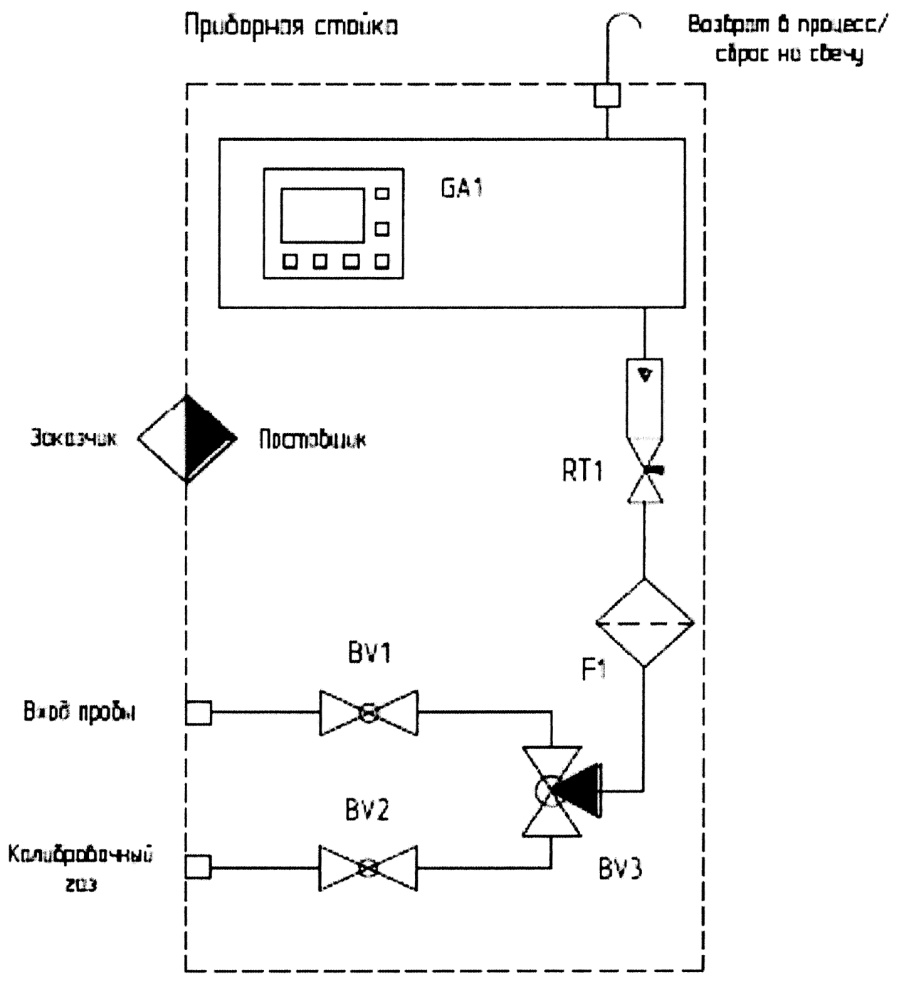 Приборная стойка
Возврат в процесс/
сброс на свечу
GA1
Заказчик
Поставщик
RT1
F1
BV1
Вход пробы
BV2
Калибровочный
газ
BV3